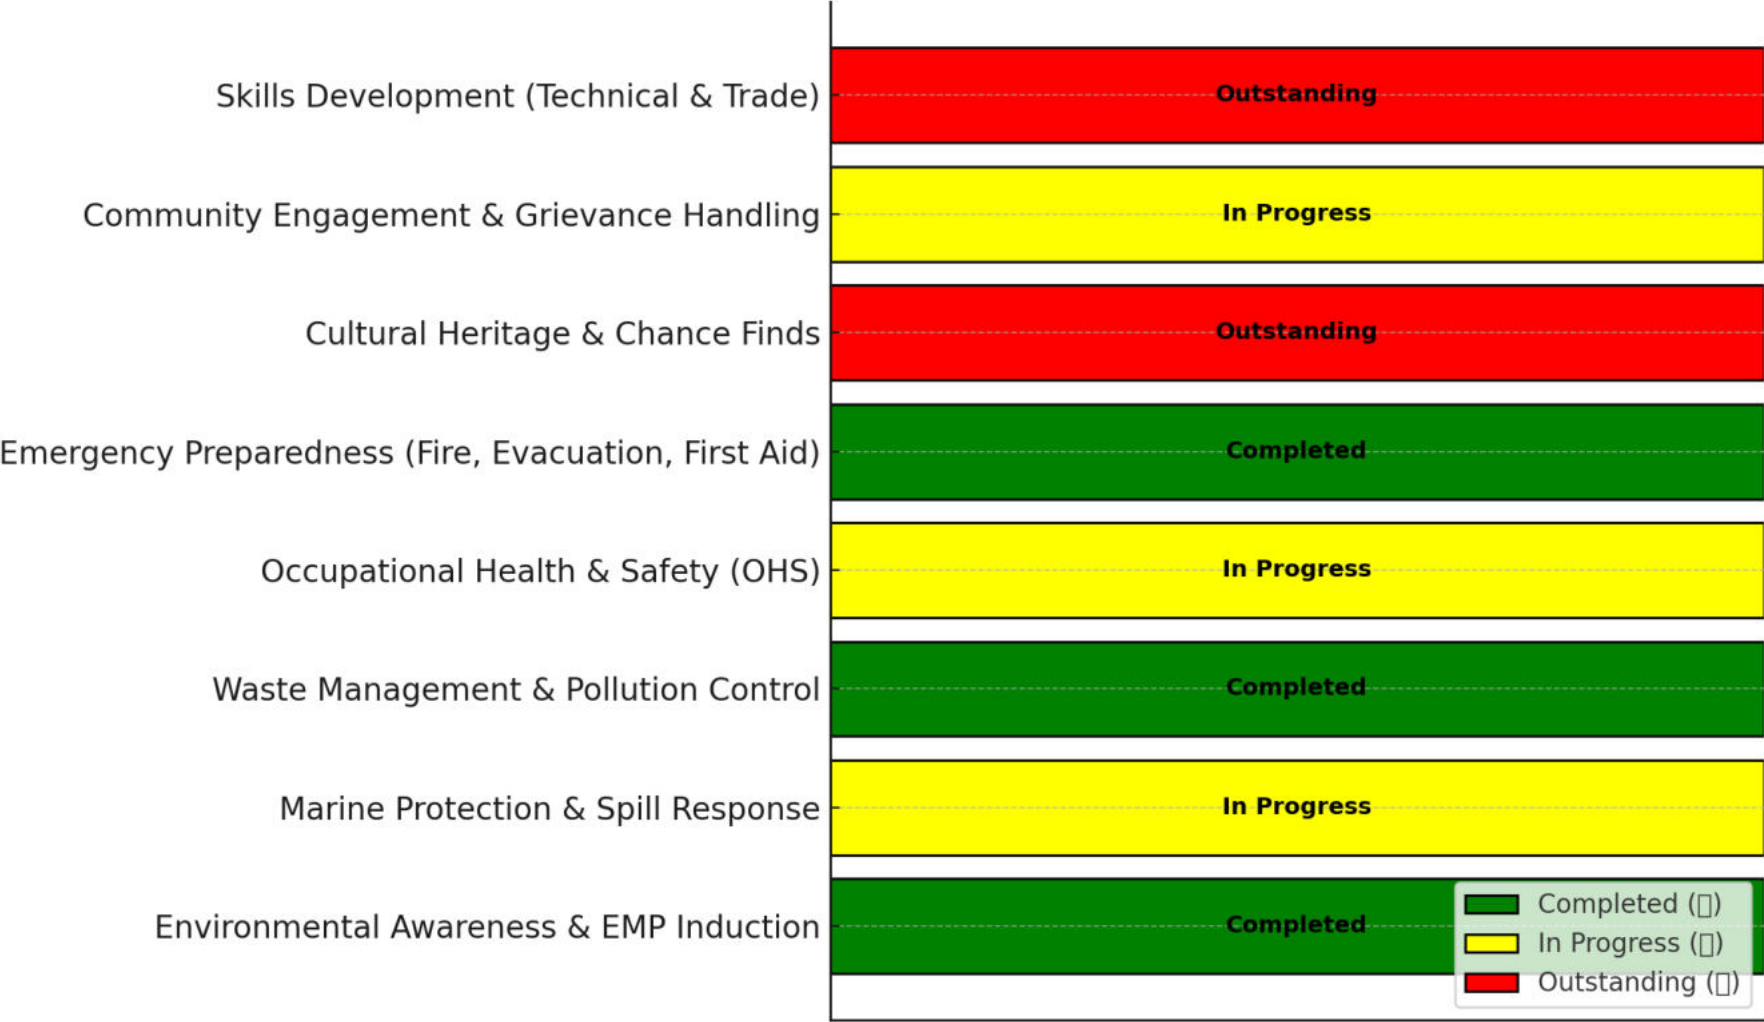 Skills Development (Technical & Trade)
Outstanding
Community Engagement & Grievance Handling
In Progress
Cultural Heritage & Chance Finds
Outstanding
Emergency Preparedness (Fire, Evacuation, First Aid)
Completed
Occupational Health & Safety (OHS)
In Progress
Waste Management & Pollution Control
Completed
Marine Protection & Spill Response
In Progress
Environmental Awareness & EMP Induction
Completed
Completed (▯)
In Progress (▯)
Outstanding (▯)